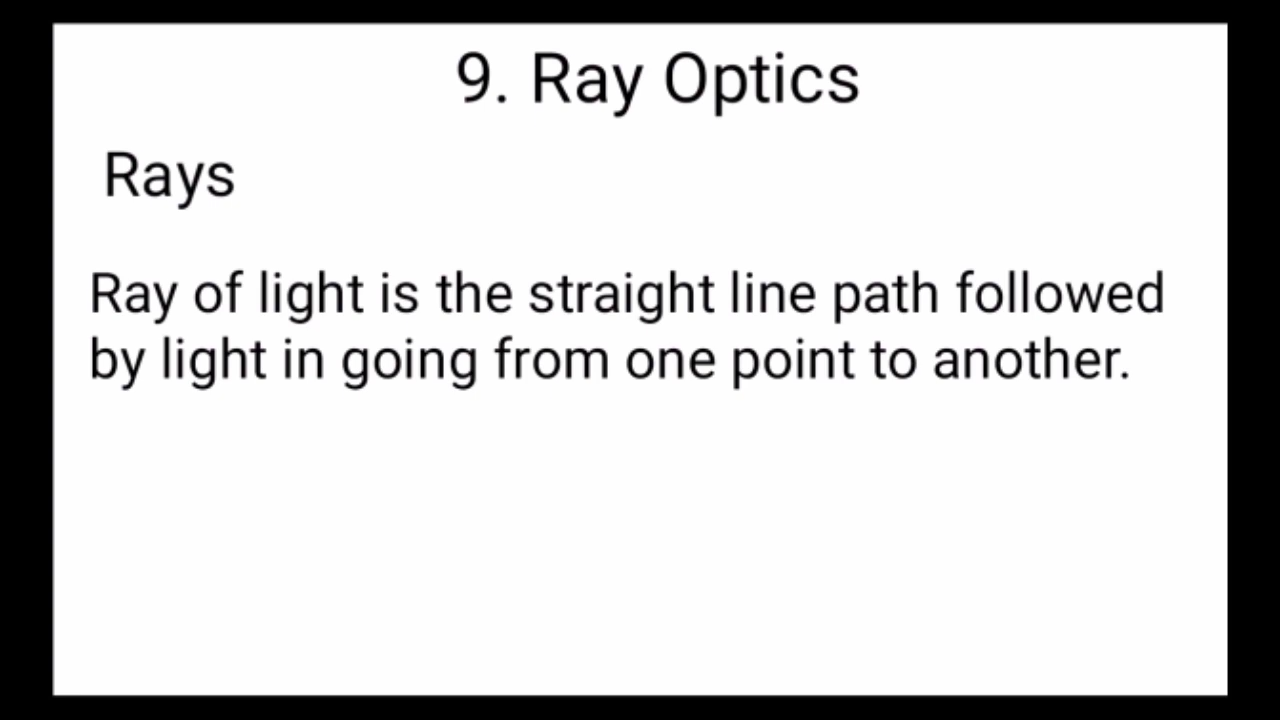 9. Ray Optics
Rays
Ray of light is the straight line path followed
by light in going from one point to another.